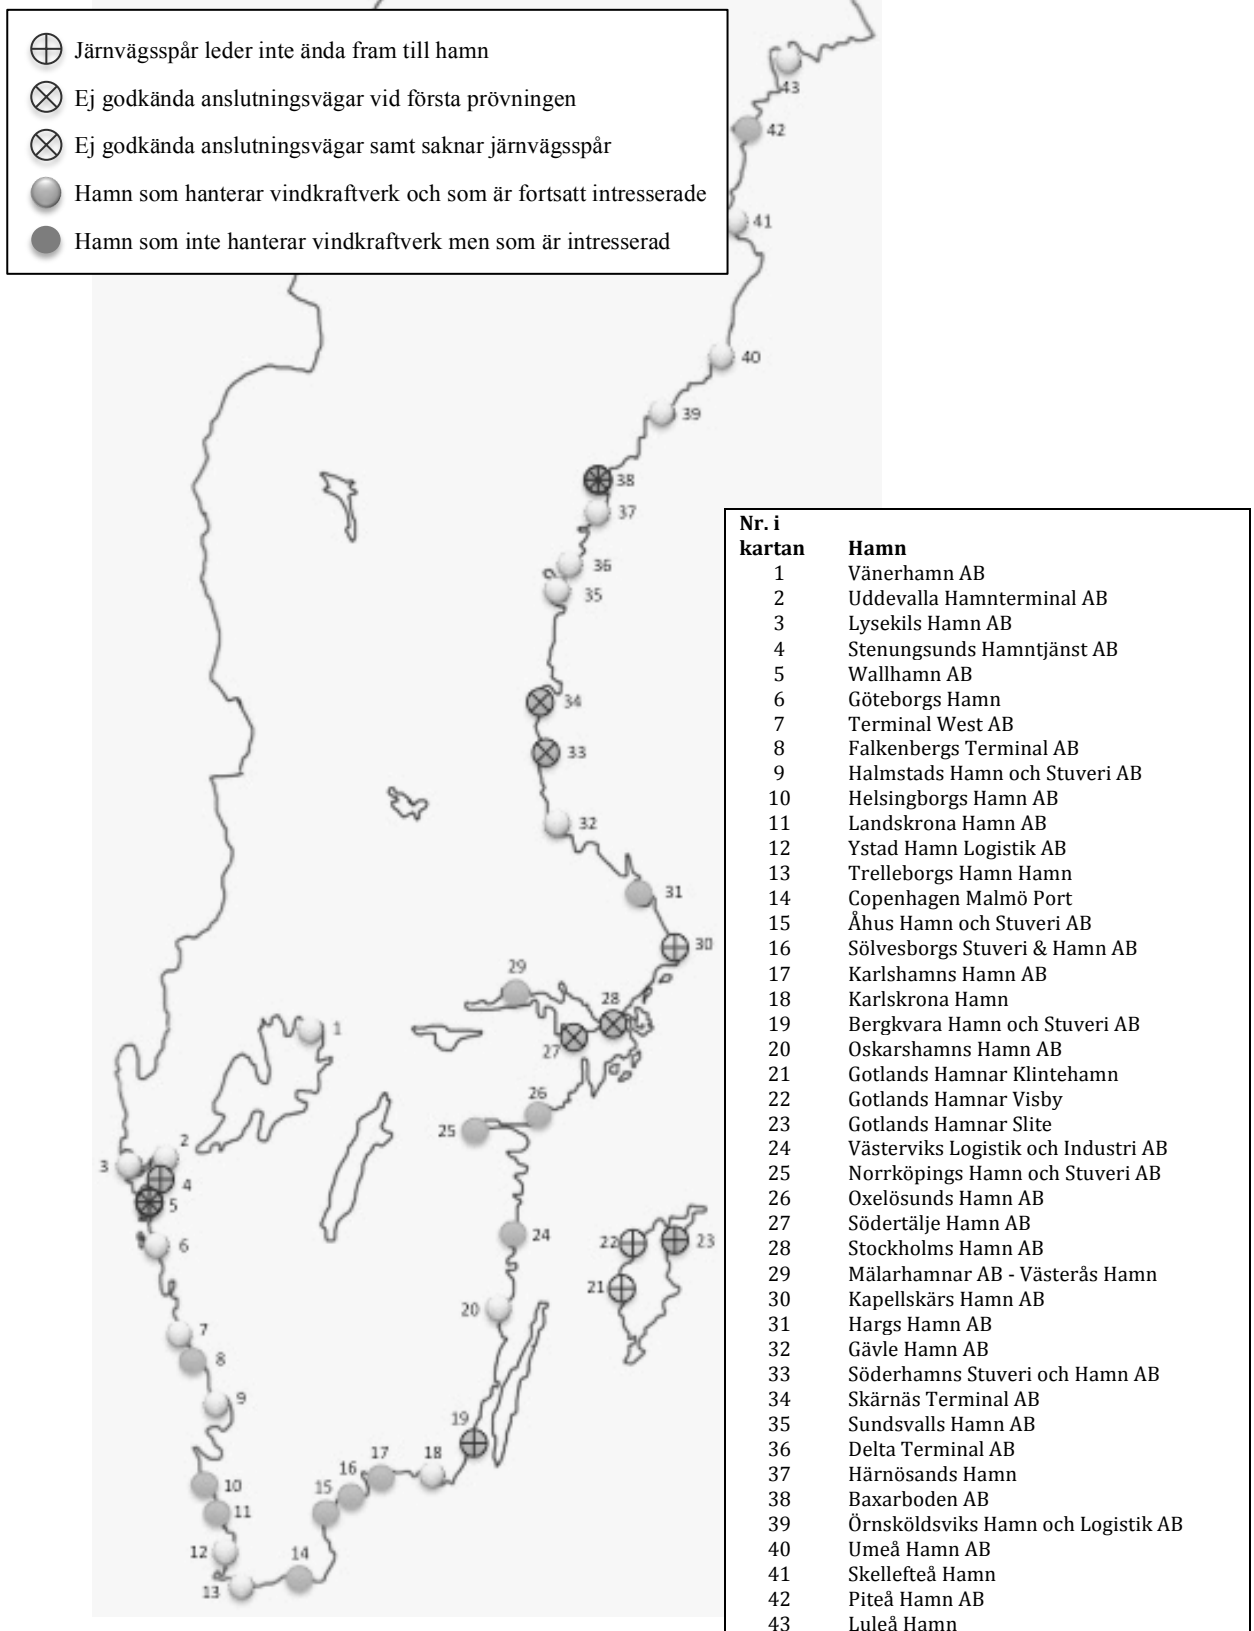 Järnvägsspår leder inte ända fram till hamn
Ej godkända anslutningsvägar vid första prövningen
Ej godkända anslutningsvägar samt saknar järnvägsspår
Hamn som hanterar vindkraftverk och som är fortsatt intresserade
Hamn som inte hanterar vindkraftverk men som är intresserad
43
42
41
40
39
38
37
36
35
34
33
32
31
30
29
28
27
1
26
25
2
3
4
5
6
24
22
23
21
20
7
8
9
19
18
17
16
15
10
11
12
14
13
Nr. i
kartan Hamn
1 Vänerhamn AB
2 Uddevalla Hamnterminal AB
3 Lysekils Hamn AB
4 Stenungsunds Hamntjänst AB
5 Wallhamn AB
6 Göteborgs Hamn
7 Terminal West AB
8 Falkenbergs Terminal AB
9 Halmstads Hamn och Stuveri AB
10 Helsingborgs Hamn AB
11 Landskrona Hamn AB
12 Ystad Hamn Logistik AB
13 Trelleborgs Hamn Hamn
14 Copenhagen Malmö Port
15 Åhus Hamn och Stuveri AB
16 Sölvesborgs Stuveri & Hamn AB
17 Karlshamns Hamn AB
18 Karlskrona Hamn
19 Bergkvara Hamn och Stuveri AB
20 Oskarshamns Hamn AB
21 Gotlands Hamnar Klintehamn
22 Gotlands Hamnar Visby
23 Gotlands Hamnar Slite
24 Västerviks Logistik och Industri AB
25 Norrköpings Hamn och Stuveri AB
26 Oxelösunds Hamn AB
27 Södertälje Hamn AB
28 Stockholms Hamn AB
29 Mälarhamnar AB - Västerås Hamn
30 Kapellskärs Hamn AB
31 Hargs Hamn AB
32 Gävle Hamn AB
33 Söderhamns Stuveri och Hamn AB
34 Skärnäs Terminal AB
35 Sundsvalls Hamn AB
36 Delta Terminal AB
37 Härnösands Hamn
38 Baxarboden AB
39 Örnsköldsviks Hamn och Logistik AB
40 Umeå Hamn AB
41 Skellefteå Hamn
42 Piteå Hamn AB
43 Luleå Hamn